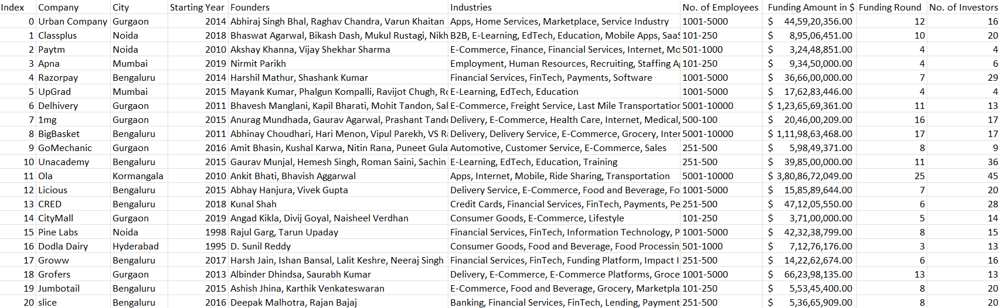 Index Company City Starting Year Founders Industries No. of Employees Funding Amount in $ Funding Round No. of Investors
0 Urban Company Gurgaon 2014 Abhiraj Singh Bhal, Raghav Chandra, Varun Khaitan Apps, Home Services, Marketplace, Service Industry 1001-5000 $ 44,59,20,356.00 12 16
1 Classplus Noida 2018 Bhaswat Agarwal, Bikash Dash, Mukul Rustagi, Nikh B2B, E-Learning, EdTech, Education, Mobile Apps, SaaS 101-250 $ 8,95,06,451.00 10 20
2 Paytm Noida 2010 Akshay Khanna, Vijay Shekhar Sharma E-Commerce, Finance, Financial Services, Internet, Mo 501-1000 $ 3,24,48,851.00 4 4
3 Apna Mumbai 2019 Nirmit Parikh Employment, Human Resources, Recruiting, Staffing A 101-250 $ 9,34,50,000.00 4 6
4 Razorpay Bengaluru 2014 Harshil Mathur, Shashank Kumar Financial Services, FinTech, Payments, Software 1001-5000 $ 36,66,00,000.00 7 29
5 UpGrad Mumbai 2015 Mayank Kumar, Phalgun Kompalli, Ravijot Chugh, Ro E-Learning, EdTech, Education 1001-5000 $ 17,62,83,446.00 4 4
6 Delhivery Gurgaon 2011 Bhavesh Manglani, Kapil Bharati, Mohit Tandon, Sal E-Commerce, Freight Service, Last Mile Transportation 5001-10000 $ 1,23,65,69,361.00 11 13
7 1mg Gurgaon 2015 Anurag Mundhada, Gaurav Agarwal, Prashant Tando Delivery, E-Commerce, Health Care, Internet, Medical, 500-100 $ 20,46,00,209.00 16 17
8 BigBasket Bengaluru 2011 Abhinay Choudhari, Hari Menon, Vipul Parekh, VS Ra Delivery, Delivery Service, E-Commerce, Grocery, Inter 5001-10000 $ 1,11,98,63,468.00 17 17
9 GoMechanic Gurgaon 2016 Amit Bhasin, Kushal Karwa, Nitin Rana, Puneet Gula Automotive, Customer Service, E-Commerce, Sales 251-500 $ 5,98,49,371.00 8 9
10 Unacademy Bengaluru 2015 Gaurav Munjal, Hemesh Singh, Roman Saini, Sachin E-Learning, EdTech, Education, Training 251-500 $ 39,85,00,000.00 11 36
11 Ola Kormangala 2010 Ankit Bhati, Bhavish Aggarwal Apps, Internet, Mobile, Ride Sharing, Transportation 5001-10000 $ 3,80,86,72,049.00 25 45
12 Licious Bengaluru 2015 Abhay Hanjura, Vivek Gupta Delivery Service, E-Commerce, Food and Beverage, Fo 1001-5000 $ 15,85,89,644.00 7 20
13 CRED Bengaluru 2018 Kunal Shah Credit Cards, Financial Services, FinTech, Payments, Pe 251-500 $ 47,12,05,550.00 6 28
14 CityMall Gurgaon 2019 Angad Kikla, Divij Goyal, Naisheel Verdhan Consumer Goods, E-Commerce, Lifestyle 101-250 $ 3,71,00,000.00 5 14
15 Pine Labs Noida 1998 Rajul Garg, Tarun Upaday Financial Services, FinTech, Information Technology, P 1001-5000 $ 42,32,38,799.00 8 15
16 Dodla Dairy Hyderabad 1995 D. Sunil Reddy Consumer Goods, Food and Beverage, Food Processin 501-1000 $ 7,12,76,176.00 3 13
17 Groww Bengaluru 2017 Harsh Jain, Ishan Bansal, Lalit Keshre, Neeraj Singh Financial Services, FinTech, Funding Platform, Impact I 251-500 $ 14,22,62,674.00 6 16
18 Grofers Gurgaon 2013 Albinder Dhindsa, Saurabh Kumar Delivery, E-Commerce, E-Commerce Platforms, Groce 1001-5000 $ 66,23,98,135.00 13 13
19 Jumbotail Bengaluru 2015 Ashish Jhina, Karthik Venkateswaran E-Commerce, Food and Beverage, Grocery, Marketpla 101-250 $ 5,53,45,400.00 8 20
20 slice Bengaluru 2016 Deepak Malhotra, Rajan Bajaj Banking, Financial Services, FinTech, Lending, Payment 251-500 $ 5,36,65,909.00 8 20